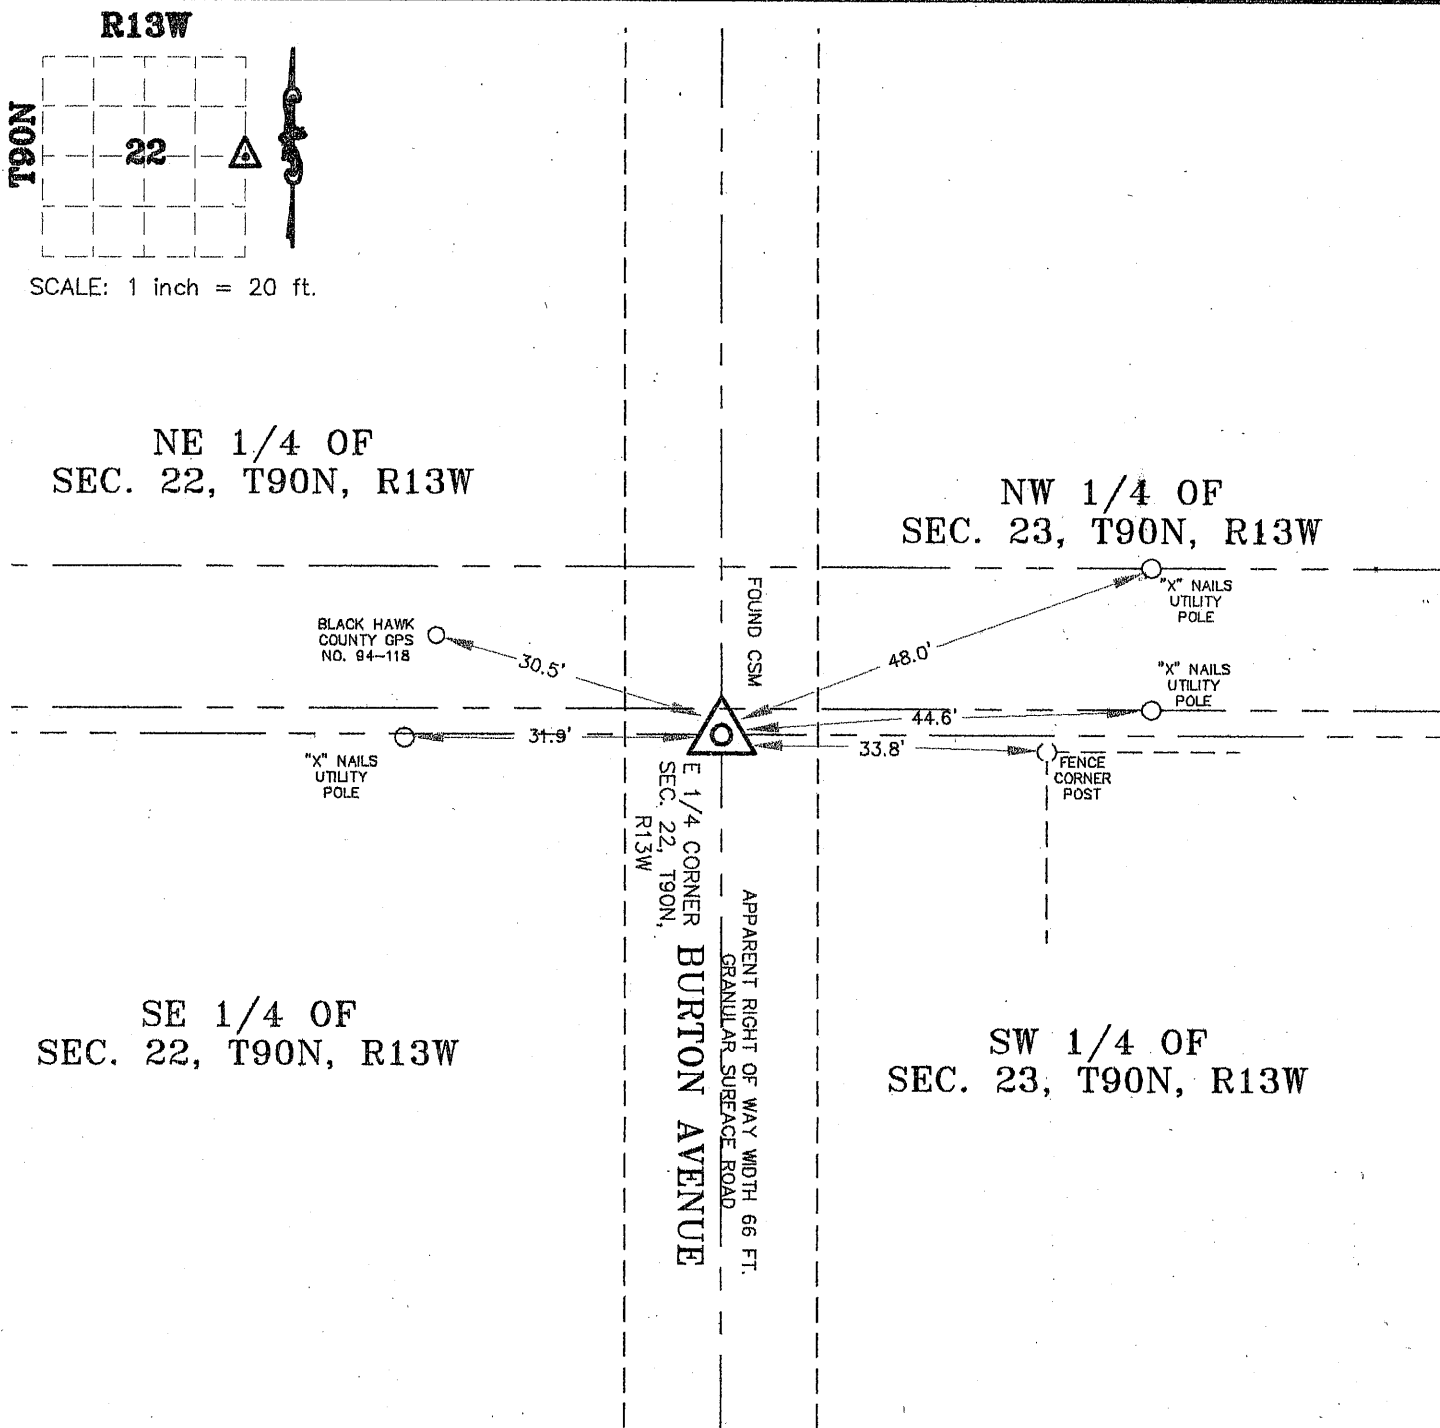 R13W
T90N
22
SCALE: 1 inch = 20 ft.
NE 1/4 OF
SEC. 22, T90N, R13W
NW 1/4 OF
SEC. 23, T90N, R13W
"X" NAILS
UTILITY
POLE
FOUND CSM
BLACK HAWK
COUNTY GPS
NO. 94-118
30.5'
48.0'
"X" NAILS
UTILITY
POLE
44.6'
31.9'
33.8'
"X" NAILS
UTILITY
POLE
FENCE
CORNER
POST
E 1/4 CORNER
SEC. 22, T90N,
R13W
APPARENT RIGHT OF WAY WIDTH 66 FT.
GRANULAR SURFACE ROAD
BURTON AVENUE
SE 1/4 OF
SEC. 22, T90N, R13W
SW 1/4 OF
SEC. 23, T90N, R13W